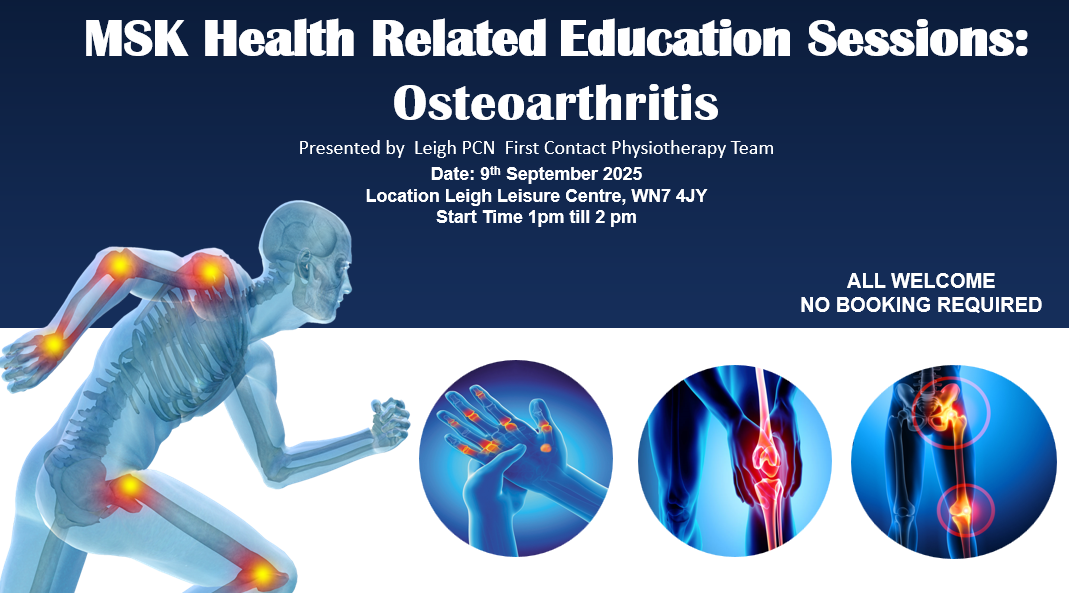 MSK Health Related Education Sessions:
Osteoarthritis
Presented by Leigh PCN First Contact Physiotherapy Team
Date: 9th September 2025
Location Leigh Leisure Centre, WN7 4JY
Start Time 1pm till 2 pm
ALL WELCOME
NO BOOKING REQUIRED